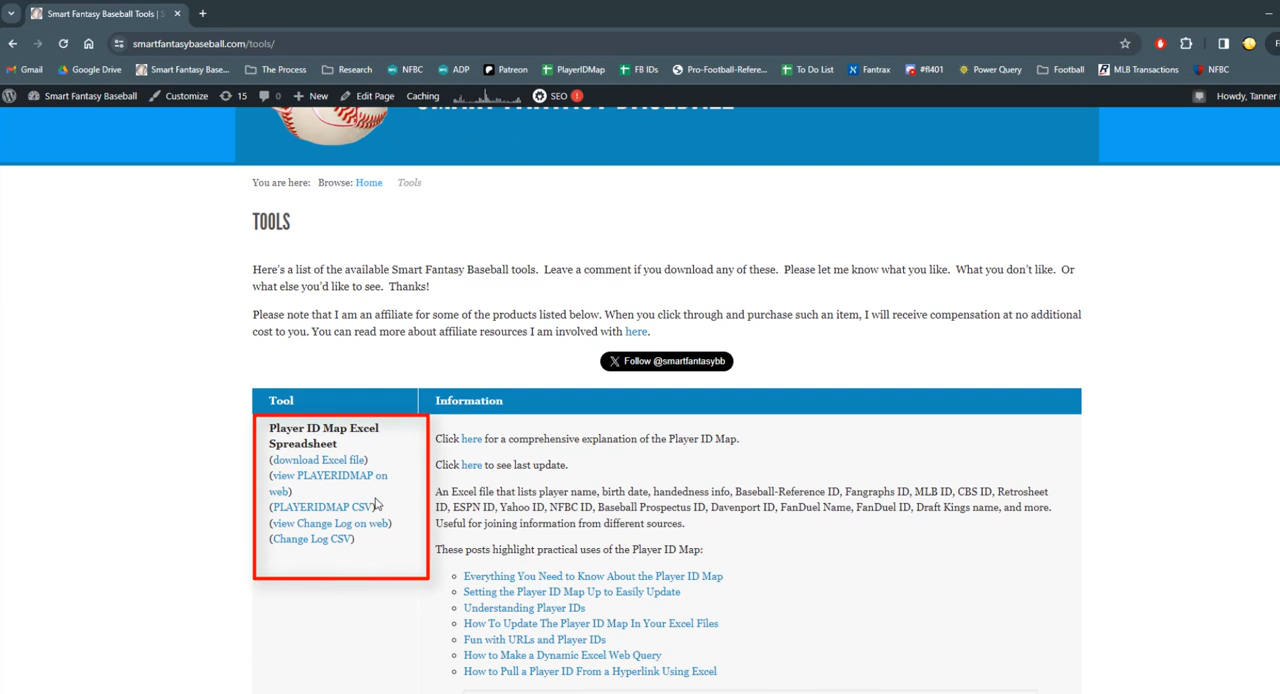 Smart Fantasy Baseball Tools | S
smartfantasybaseball.com/tools/
Gmail Google Drive Smart Fantasy Base... The Process Research NFBC ADP Patreon PlayerIDMap FB IDs Pro-Football-Refere... To Do List Fantrax #8401 Power Query Football MLB Transactions NFBC
Smart Fantasy Baseball Customize 15 0 New Edit Page Caching SEO ! Howdy, Tanner
SMART FANTASY BASEBALL
You are here: Browse: Home Tools
TOOLS
Here's a list of the available Smart Fantasy Baseball tools. Leave a comment if you download any of these. Please let me know what you like. What you don't like. Or
what else you'd like to see. Thanks!
Please note that I am an affiliate for some of the products listed below. When you click through and purchase such an item, I will receive compensation at no additional
cost to you. You can read more about affiliate resources I am involved with here.
X Follow @smartfantasybb
Tool Information
Player ID Map Excel
Spreadsheet
(download Excel file)
(view PLAYERIDMAP on
web)
(PLAYERIDMAP CSV)
(view Change Log on web)
(Change Log CSV)
Click here for a comprehensive explanation of the Player ID Map.
Click here to see last update.
An Excel file that lists player name, birth date, handedness info, Baseball-Reference ID, Fangraphs ID, MLB ID, CBS ID, Retrosheet
ID, ESPN ID, Yahoo ID, NFBC ID, Baseball Prospectus ID, Davenport ID, FanDuel Name, FanDuel ID, Draft Kings name, and more.
Useful for joining information from different sources.
These posts highlight practical uses of the Player ID Map:
Everything You Need to Know About the Player ID Map
Setting the Player ID Map Up to Easily Update
Understanding Player IDs
How To Update The Player ID Map In Your Excel Files
Fun with URLs and Player IDs
How to Make a Dynamic Excel Web Query
How to Pull a Player ID From a Hyperlink Using Excel